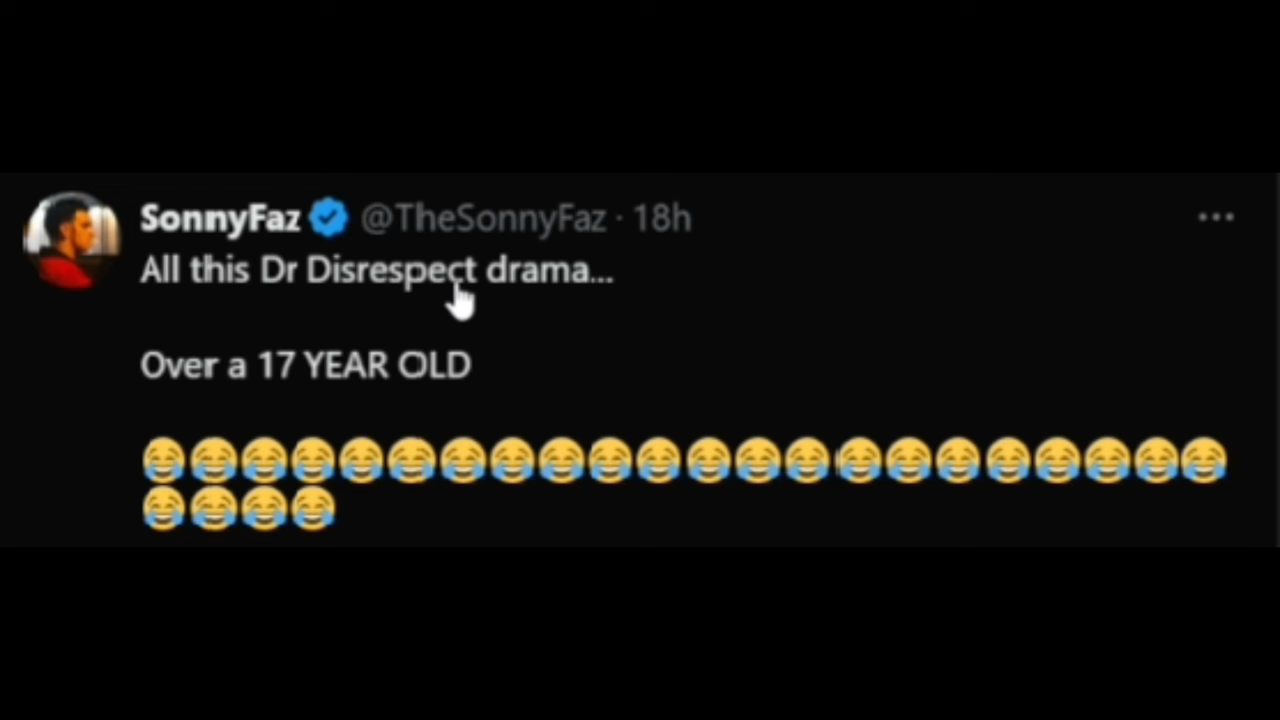 SonnyFaz @TheSonnyFaz · 18h
All this Dr Disrespect drama...
Over a 17 YEAR OLD
😂😂😂😂😂😂😂😂😂😂😂😂😂😂😂😂😂😂😂😂😂😂
😂😂😂😂